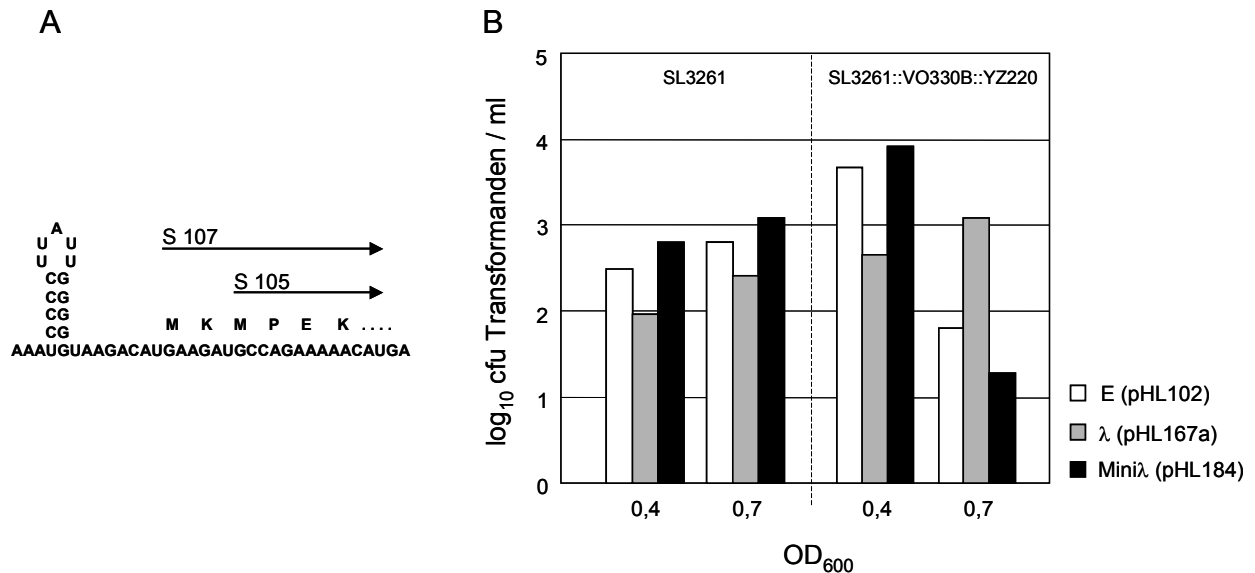 A
A
U U
U U
CG
CG
CG
CG
S 107
S 105
M K M P E K ....
AAAUGUAAGACAUGAAGAUGCCAGAAAAACAUGA
B
SL3261
SL3261::VO330B::YZ220
log10 cfu Transformanden / ml
5
4
3
2
1
0
0,4 0,7 0,4 0,7
OD600
E (pHL102)
λ (pHL167a)
Miniλ (pHL184)